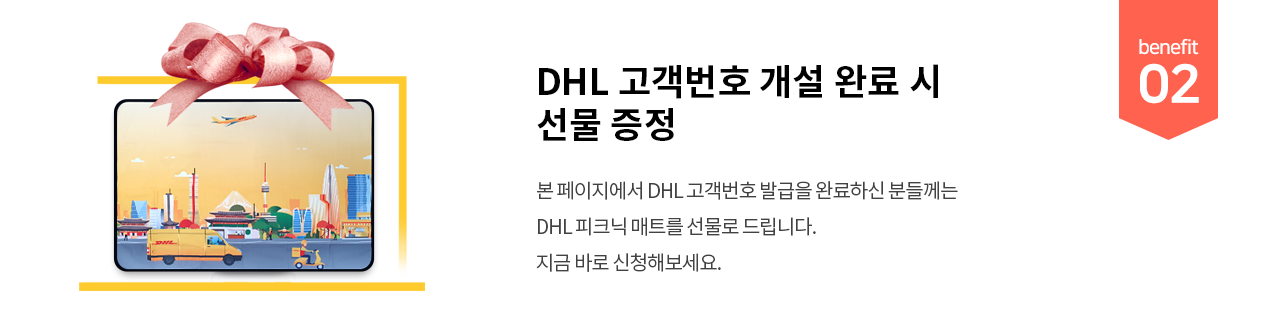 benefit
02
DHL 고객번호 개설 완료 시
선물 증정
본 페이지에서 DHL 고객번호 발급을 완료하신 분들께는
DHL 피크닉 매트를 선물로 드립니다.
지금 바로 신청해보세요.
DHL